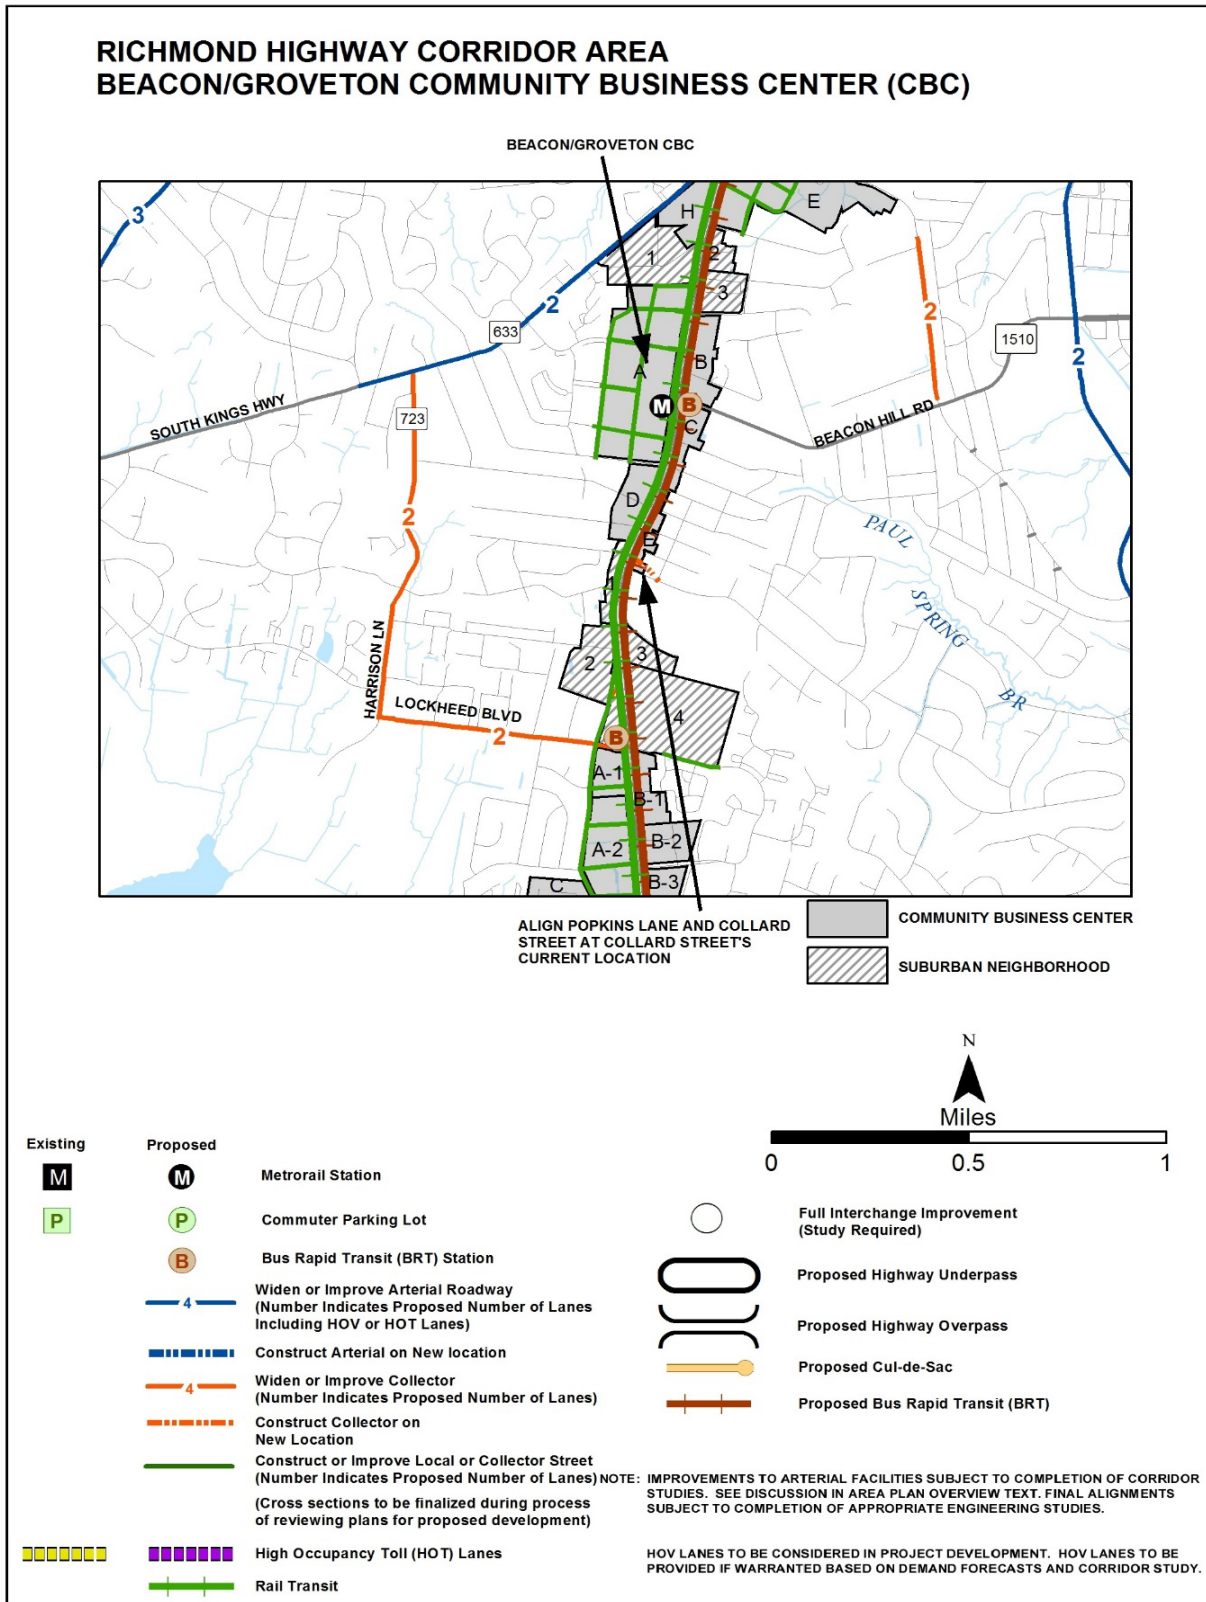 RICHMOND HIGHWAY CORRIDOR AREA
BEACON/GROVETON COMMUNITY BUSINESS CENTER (CBC)
BEACON/GROVETON CBC
3
H
E
1
2
2
3
2
633
2
1510
A
B
SOUTH KINGS HWY
723
M
B
C
BEACON HILL RD
2
D
E
PAUL
SPRING
BR
1
HARRISON LN
2
3
LOCKHEED BLVD
2
B
4
A-1
B-1
A-2
B-2
C
B-3
ALIGN POPKINS LANE AND COLLARD
STREET AT COLLARD STREET'S
CURRENT LOCATION
COMMUNITY BUSINESS CENTER
SUBURBAN NEIGHBORHOOD
N
Miles
0 0.5 1
Existing Proposed
M M Metrorail Station
P P Commuter Parking Lot
B Bus Rapid Transit (BRT) Station
4 Widen or Improve Arterial Roadway
(Number Indicates Proposed Number of Lanes
Including HOV or HOT Lanes)
Construct Arterial on New location
4 Widen or Improve Collector
(Number Indicates Proposed Number of Lanes)
Construct Collector on
New Location
Construct or Improve Local or Collector Street
(Number Indicates Proposed Number of Lanes)
(Cross sections to be finalized during process
of reviewing plans for proposed development)
High Occupancy Toll (HOT) Lanes
Rail Transit
Full Interchange Improvement
(Study Required)
Proposed Highway Underpass
Proposed Highway Overpass
Proposed Cul-de-Sac
Proposed Bus Rapid Transit (BRT)
NOTE: IMPROVEMENTS TO ARTERIAL FACILITIES SUBJECT TO COMPLETION OF CORRIDOR
STUDIES. SEE DISCUSSION IN AREA PLAN OVERVIEW TEXT. FINAL ALIGNMENTS
SUBJECT TO COMPLETION OF APPROPRIATE ENGINEERING STUDIES.
HOV LANES TO BE CONSIDERED IN PROJECT DEVELOPMENT. HOV LANES TO BE
PROVIDED IF WARRANTED BASED ON DEMAND FORECASTS AND CORRIDOR STUDY.